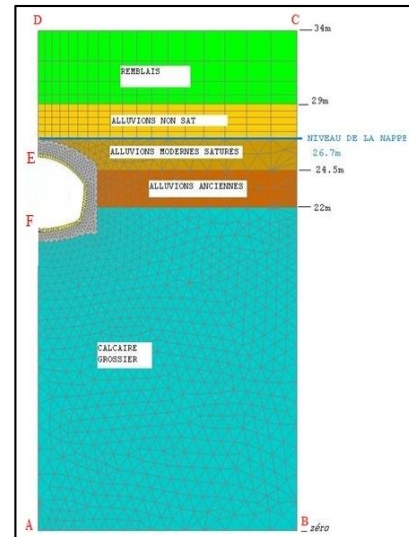 D
C
34m
REMBLAIS
29m
ALLUVIONS NON SAT
NIVEAU DE LA NAPPE
26.7m
ALLUVIONS MODERNES SATURES
E
24.5m
ALLUVIONS ANCIENNES
22m
F
CALCAIRE
GROSSIER
A
B
zéro